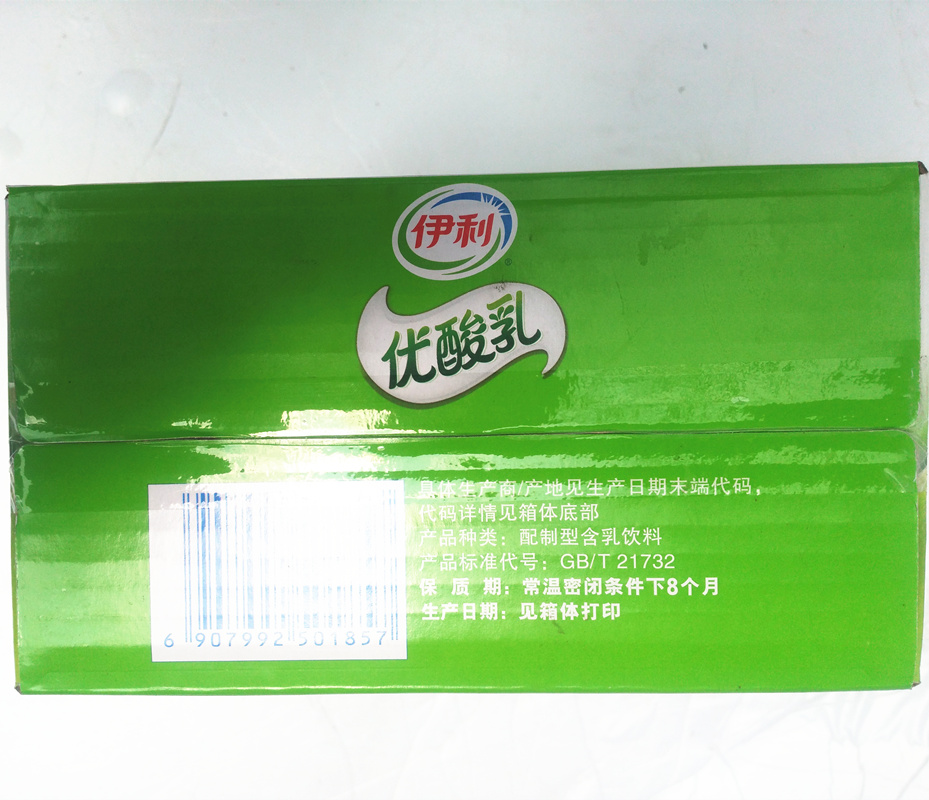 伊利
®
优酸乳
具体生产商/产地见生产日期末端代码，
代码详情见箱体底部
产品种类：配制型含乳饮料
产品标准代号：GB/T 21732
保 质 期：常温密闭条件下8个月
生产日期：见箱体打印
6 907992 501857